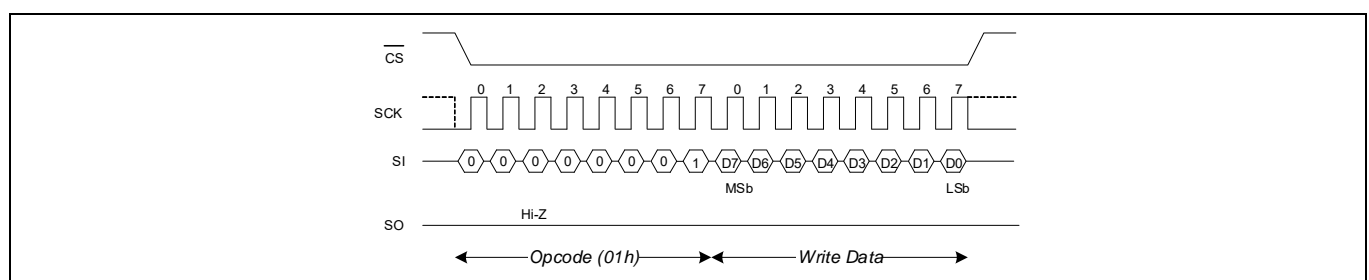 CS
0 1 2 3 4 5 6 7 0 1 2 3 4 5 6 7
SCK
SI 0 0 0 0 0 0 0 1 D7 D6 D5 D4 D3 D2 D1 D0
MSb LSb
Hi-Z
SO
Opcode (01h) Write Data